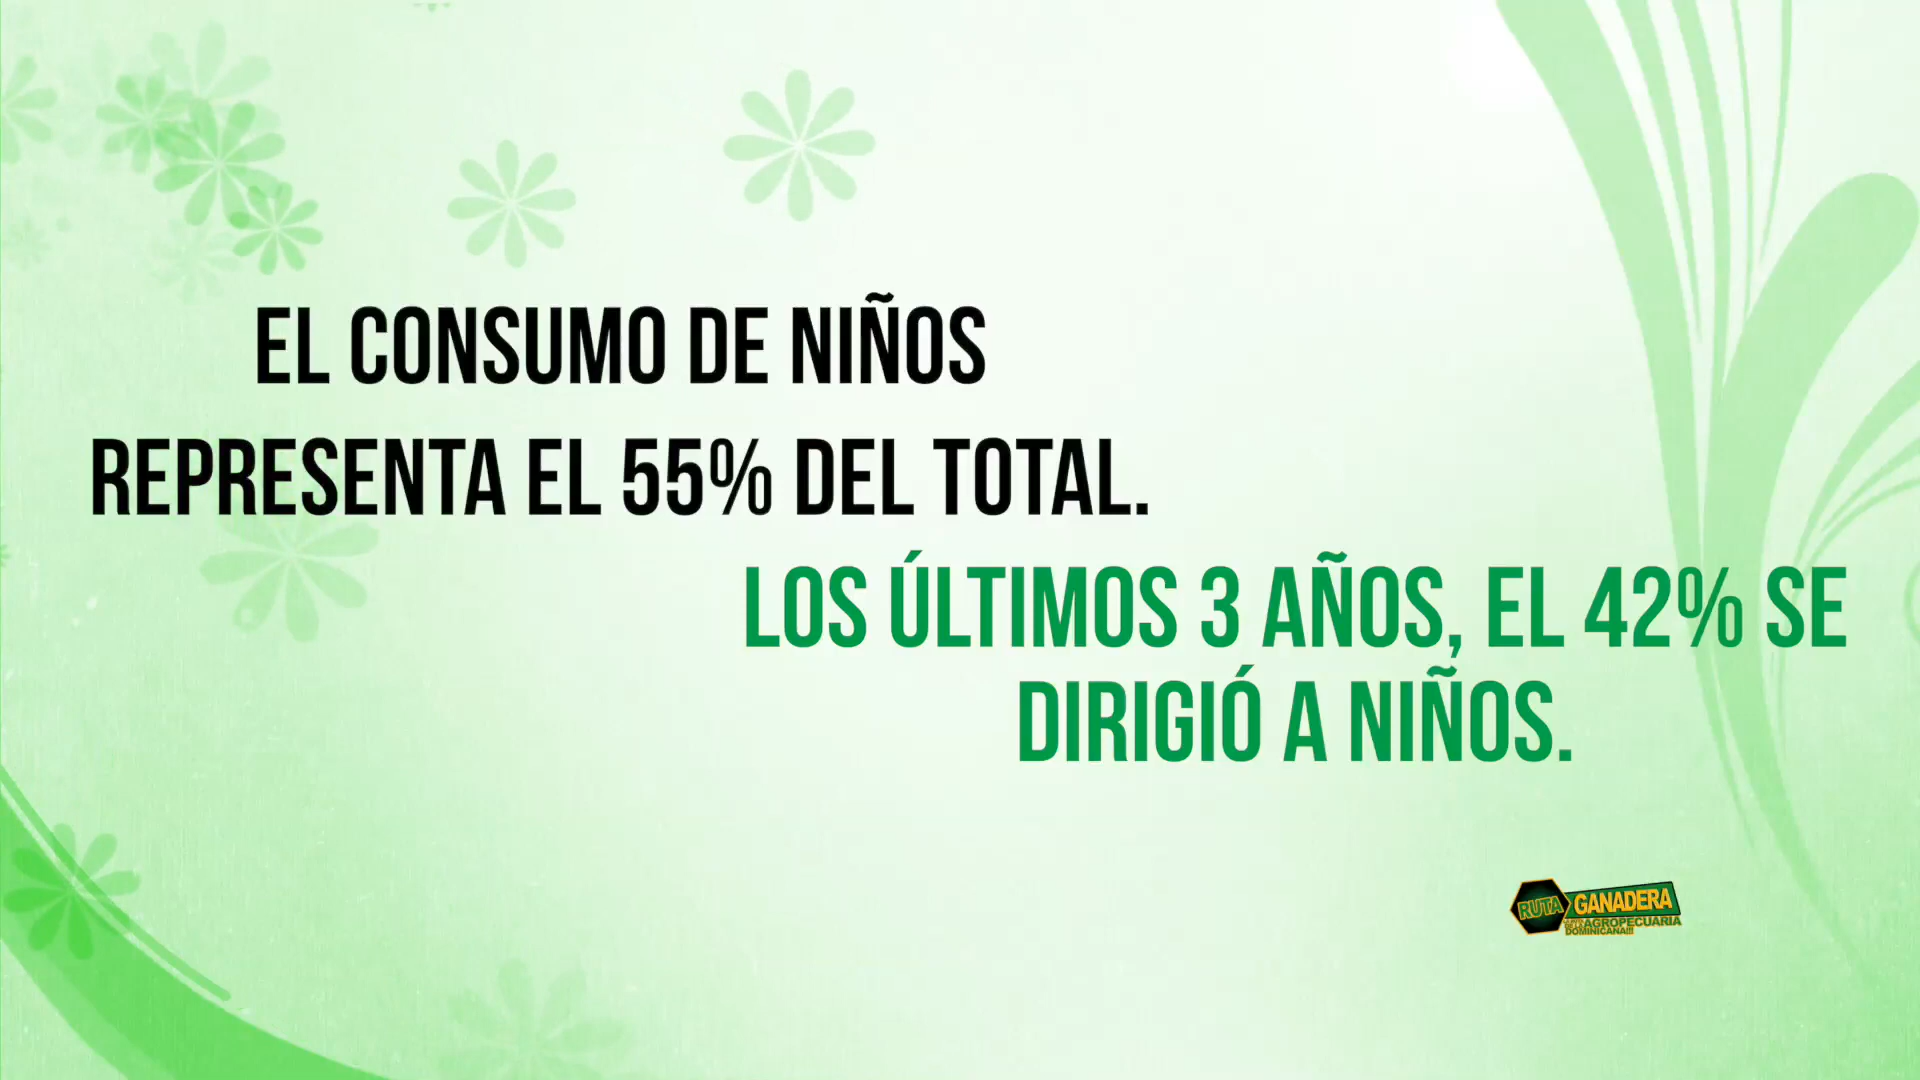 EL CONSUMO DE NIÑOS
REPRESENTA EL 55% DEL TOTAL.
LOS ÚLTIMOS 3 AÑOS, EL 42% SE
DIRIGIÓ A NIÑOS.
RUTA GANADERA
AGROPECUARIA
DOMINICANA!!!